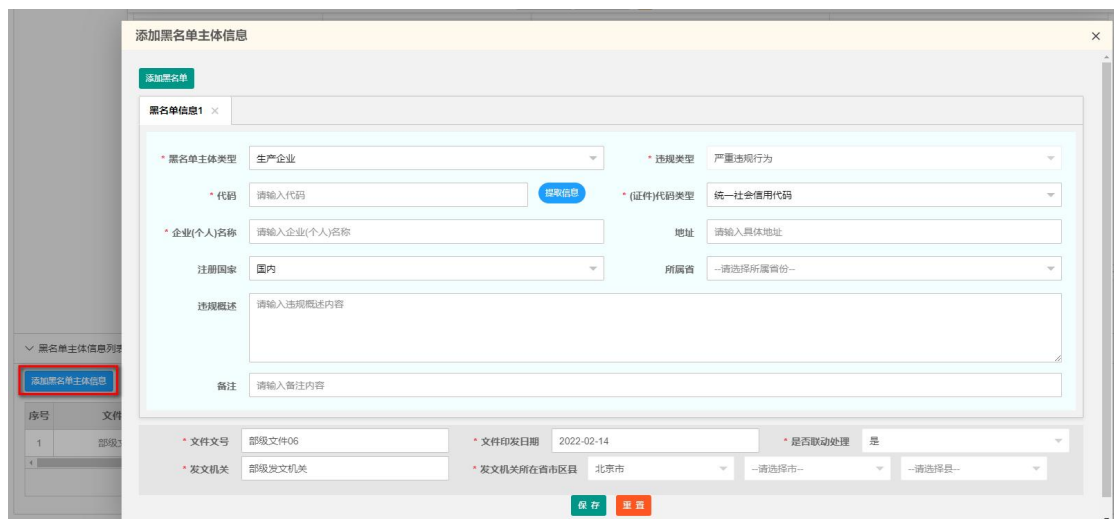 添加黑名单主体信息
添加黑名单
黑名单信息1
* 黑名单主体类型 生产企业 * 违规类型 严重违规行为
* 代码 请输入代码 提取信息 * (证件)代码类型 统一社会信用代码
* 企业(个人)名称 请输入企业(个人)名称 地址 请输入具体地址
注册国家 国内 所属省 --请选择所属省份--
违规概述 请输入违规概述内容
黑名单主体信息列表
添加黑名单主体信息
备注 请输入备注内容
序号 文件
1 部级
* 文件文号 部级文件06 * 文件印发日期 2022-02-14 * 是否联动处理 是
* 发文机关 部级发文机关 * 发文机关所在省市区县 北京市 --请选择市-- --请选择县--
保存 重置